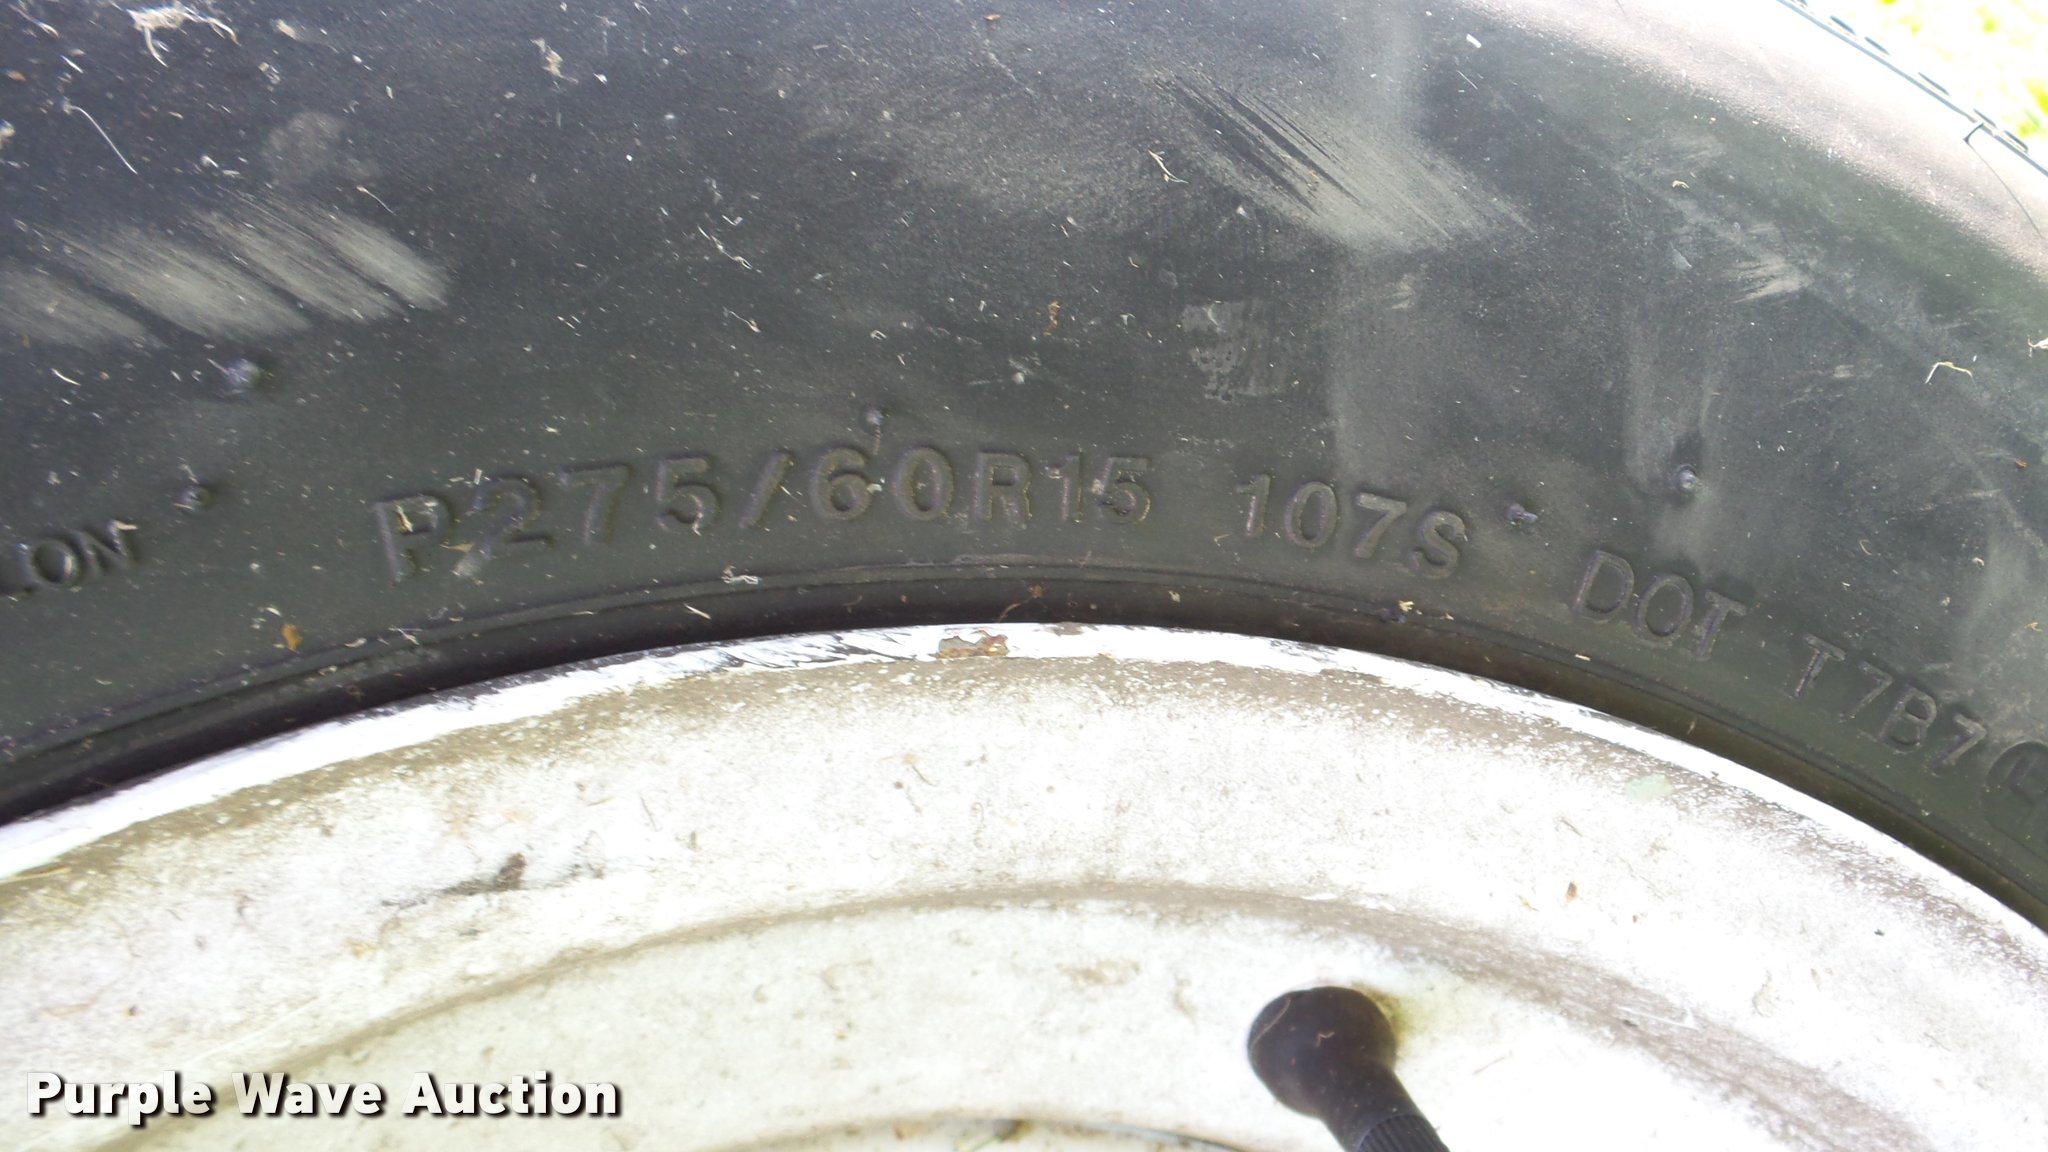 P275/60R15 107S DOT T7B7
Purple Wave Auction